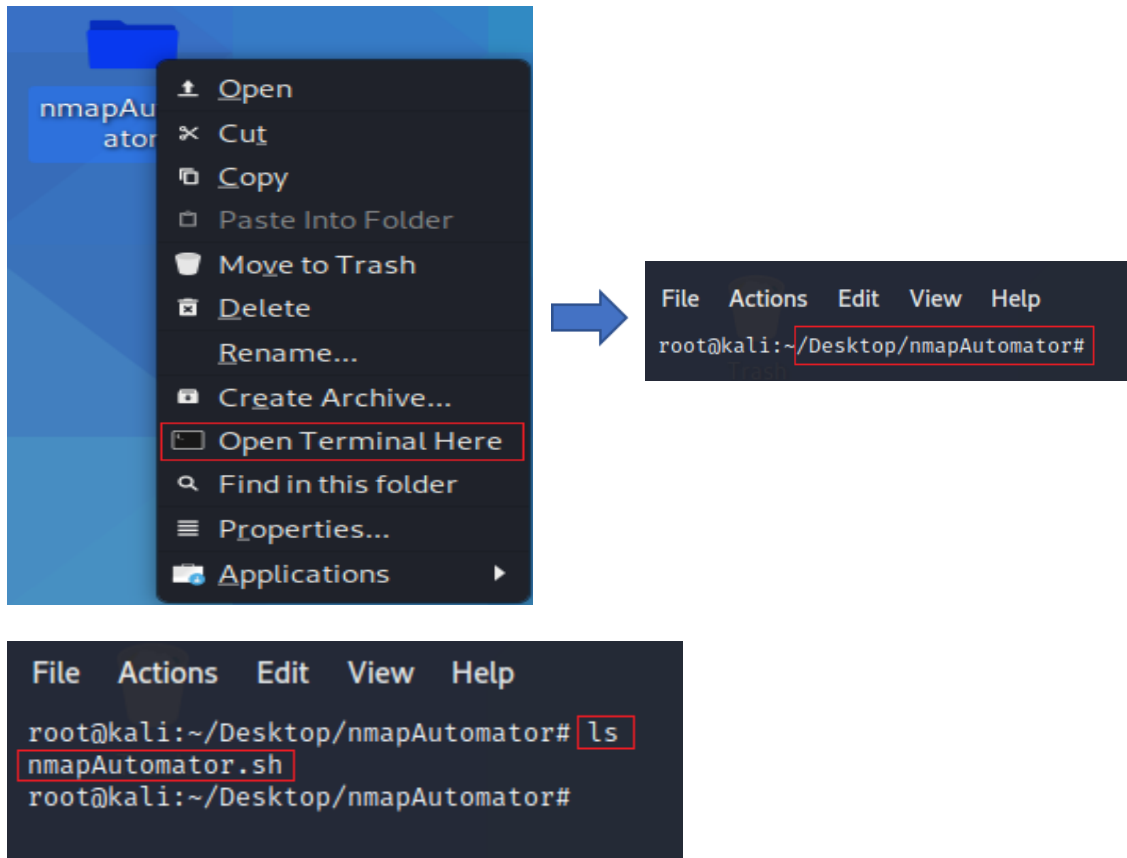 nmapAu
ator
Open
Cut
Copy
Paste Into Folder
Move to Trash
Delete
Rename...
Create Archive...
Open Terminal Here
Find in this folder
Properties...
Applications
File Actions Edit View Help
root@kali:~/Desktop/nmapAutomator#
Trash
File Actions Edit View Help
root@kali:~/Desktop/nmapAutomator# ls
nmapAutomator.sh
root@kali:~/Desktop/nmapAutomator#